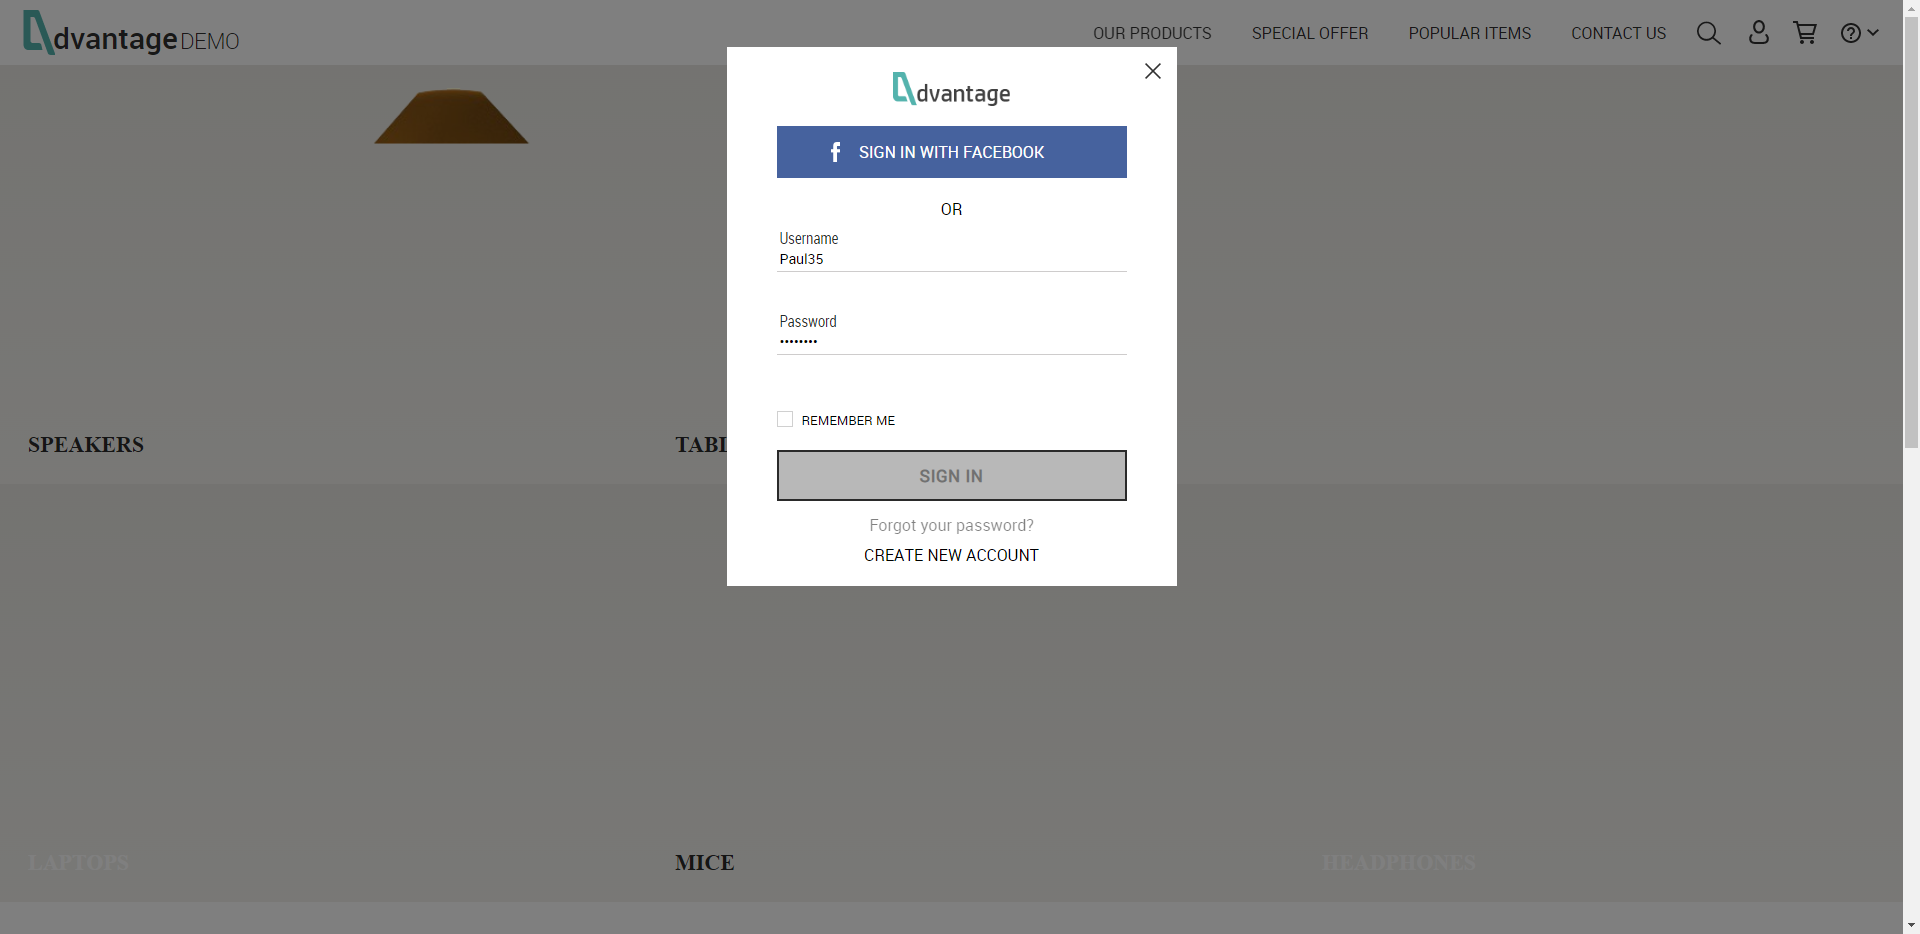 dvantage DEMO
OUR PRODUCTS
SPECIAL OFFER
POPULAR ITEMS
CONTACT US
dvantage
f SIGN IN WITH FACEBOOK
OR
Username
Paul35
Password
••••••••
REMEMBER ME
SIGN IN
Forgot your password?
CREATE NEW ACCOUNT
SPEAKERS
LAPTOPS
MICE
HEADPHONES